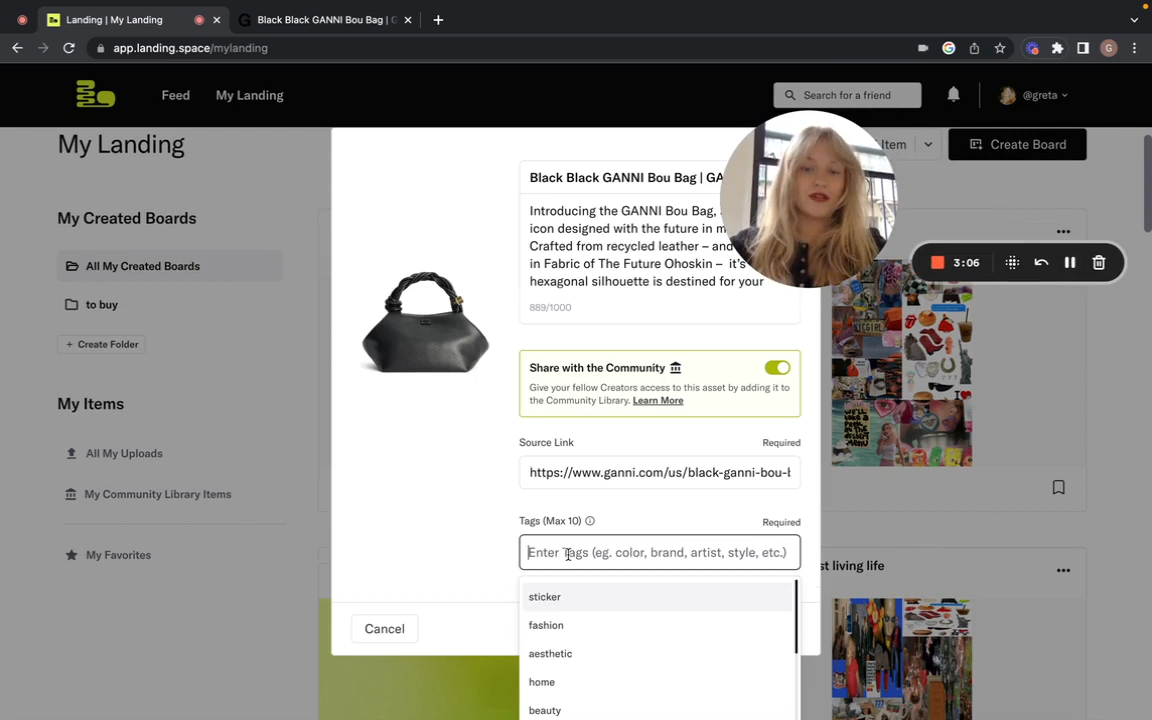 Landing | My Landing
Black Black GANNI Bou Bag |
app.landing.space/mylanding
G
Feed
My Landing
Search for a friend
@greta
My Landing
Item
Create Board
My Created Boards
All My Created Boards
to buy
+ Create Folder
My Items
All My Uploads
My Community Library Items
My Favorites
Black Black GANNI Bou Bag | GA
Introducing the GANNI Bou Bag,
icon designed with the future in m
Crafted from recycled leather – and
in Fabric of The Future Ohoskin – it's
hexagonal silhouette is destined for your
889/1000
Share with the Community
Give your fellow Creators access to this asset by adding it to
the Community Library. Learn More
Source Link
Required
https://www.ganni.com/us/black-ganni-bou-b
Tags (Max 10)
Required
Enter Tags (eg. color, brand, artist, style, etc.)
sticker
fashion
aesthetic
home
beauty
Cancel
3:06
st living life